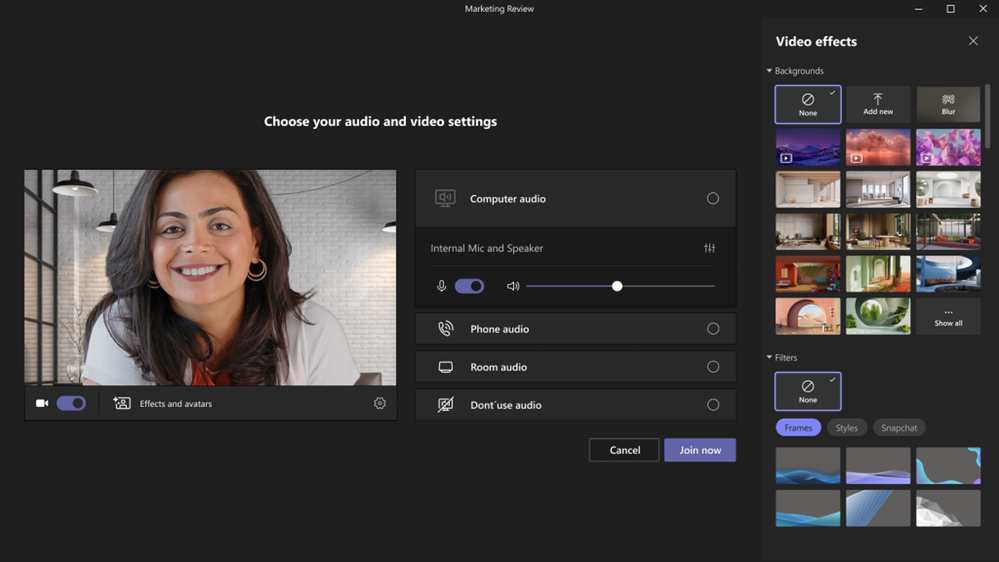 Marketing Review
Choose your audio and video settings
Effects and avatars
Computer audio
Internal Mic and Speaker
Phone audio
Room audio
Dont´use audio
Cancel
Join now
Video effects
Backgrounds
None
Add new
Blur
Show all
Filters
None
Frames
Styles
Snapchat